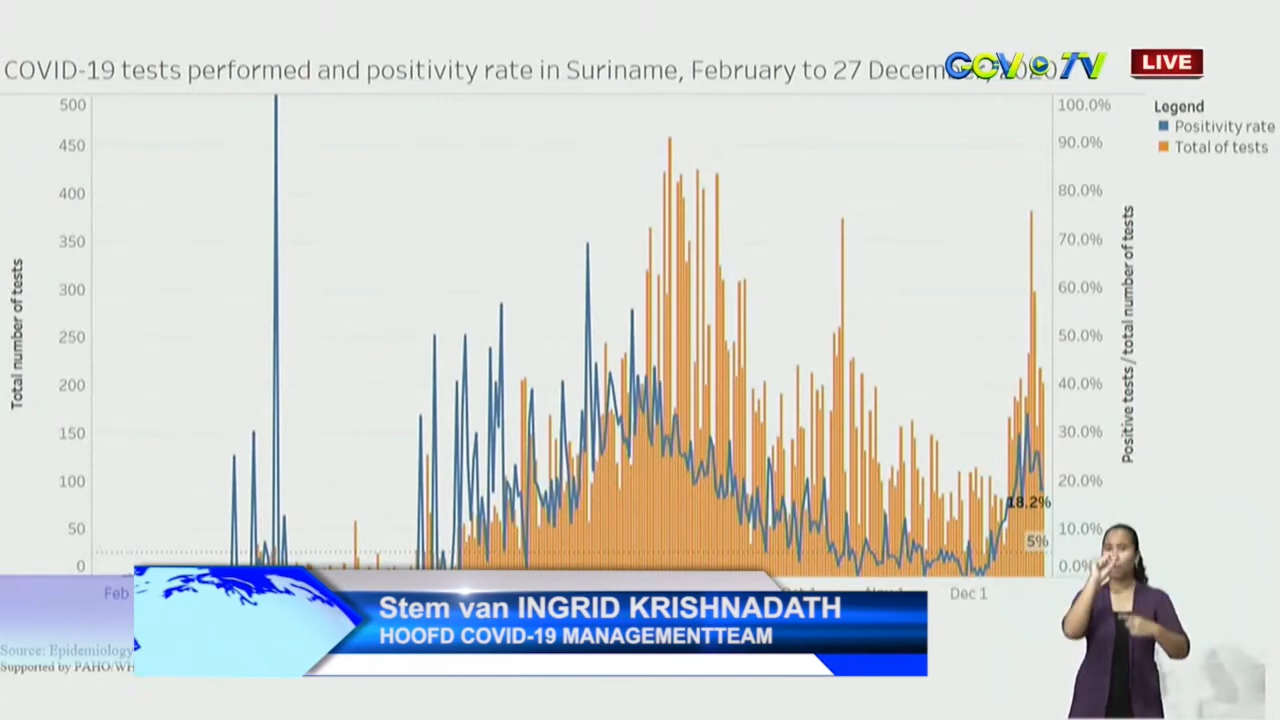 COVID-19 tests performed and positivity rate in Suriname, February to 27 December, 2020
GOV TV
LIVE
Legend
Positivity rate
Total of tests
Total number of tests
500
450
400
350
300
250
200
150
100
50
0
100.0%
90.0%
80.0%
70.0%
60.0%
50.0%
40.0%
30.0%
20.0%
10.0%
0.0%
Positive tests / total number of tests
18.2%
5%
Feb
Dec 1
Stem van INGRID KRISHNADATH
HOOFD COVID-19 MANAGEMENTTEAM
Source: Epidemiology
Supported by PAHO/WH